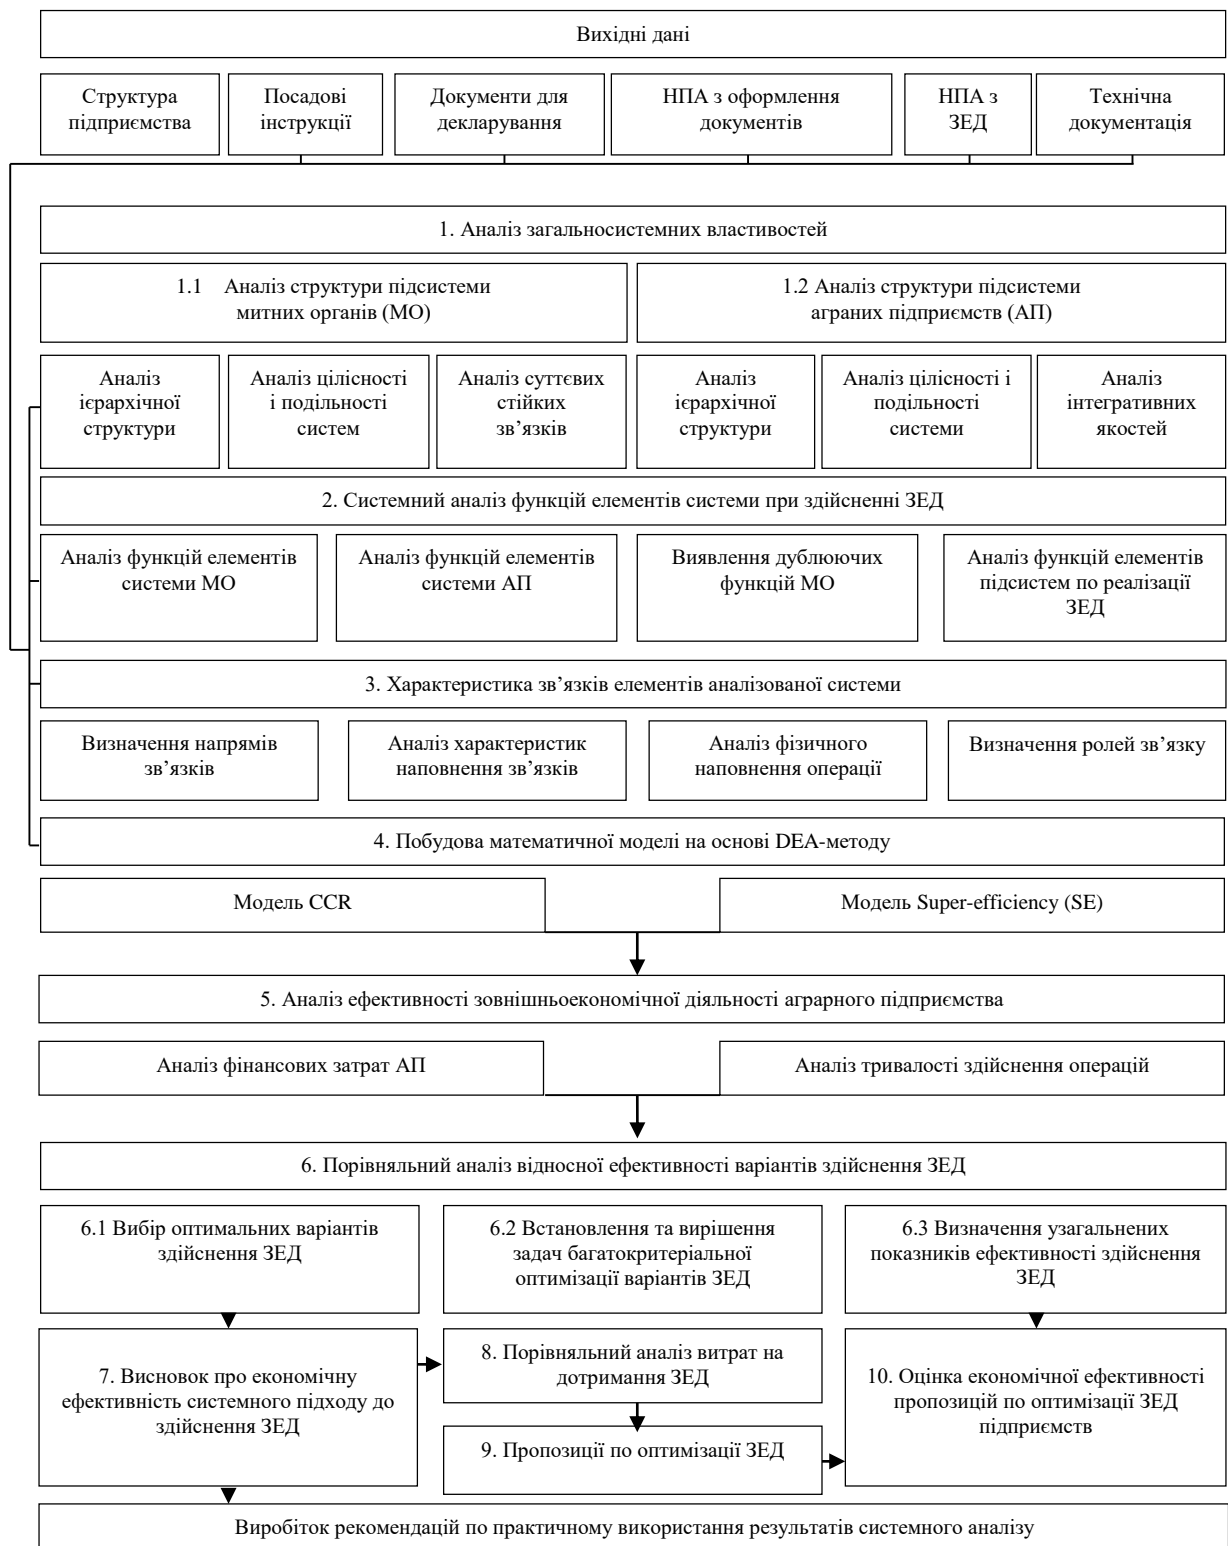 Вихідні дані
Структура
підприємства
Посадові
інструкції
Документи для
декларування
НПА з оформлення
документів
НПА з
ЗЕД
Технічна
документація
1. Аналіз загальносистемних властивостей
1.1 Аналіз структури підсистеми
митних органів (МО)
1.2 Аналіз структури підсистеми
аграних підприємств (АП)
Аналіз
ієрархічної
структури
Аналіз цілісності
і подільності
систем
Аналіз суттєвих
стійких
зв’язків
Аналіз
ієрархічної
структури
Аналіз цілісності і
подільності
системи
Аналіз
інтегративних
якостей
2. Системний аналіз функцій елементів системи при здійсненні ЗЕД
Аналіз функцій елементів
системи МО
Аналіз функцій елементів
системи АП
Виявлення дублюючих
функцій МО
Аналіз функцій елементів
підсистем по реалізації
ЗЕД
3. Характеристика зв’язків елементів аналізованої системи
Визначення напрямів
зв’язків
Аналіз характеристик
наповнення зв’язків
Аналіз фізичного
наповнення операції
Визначення ролей зв’язку
4. Побудова математичної моделі на основі DEA-методу
Модель CCR
Модель Super-efficiency (SE)
5. Аналіз ефективності зовнішньоекономічної діяльності аграрного підприємства
Аналіз фінансових затрат АП
Аналіз тривалості здійснення операцій
6. Порівняльний аналіз відносної ефективності варіантів здійснення ЗЕД
6.1 Вибір оптимальних варіантів
здійснення ЗЕД
6.2 Встановлення та вирішення
задач багатокритеріальної
оптимізації варіантів ЗЕД
6.3 Визначення узагальнених
показників ефективності здійснення
ЗЕД
7. Висновок про економічну
ефективність системного підходу до
здійснення ЗЕД
8. Порівняльний аналіз витрат на
дотримання ЗЕД
9. Пропозиції по оптимізації ЗЕД
10. Оцінка економічної ефективності
пропозицій по оптимізації ЗЕД
підприємств
Виробіток рекомендацій по практичному використання результатів системного аналізу